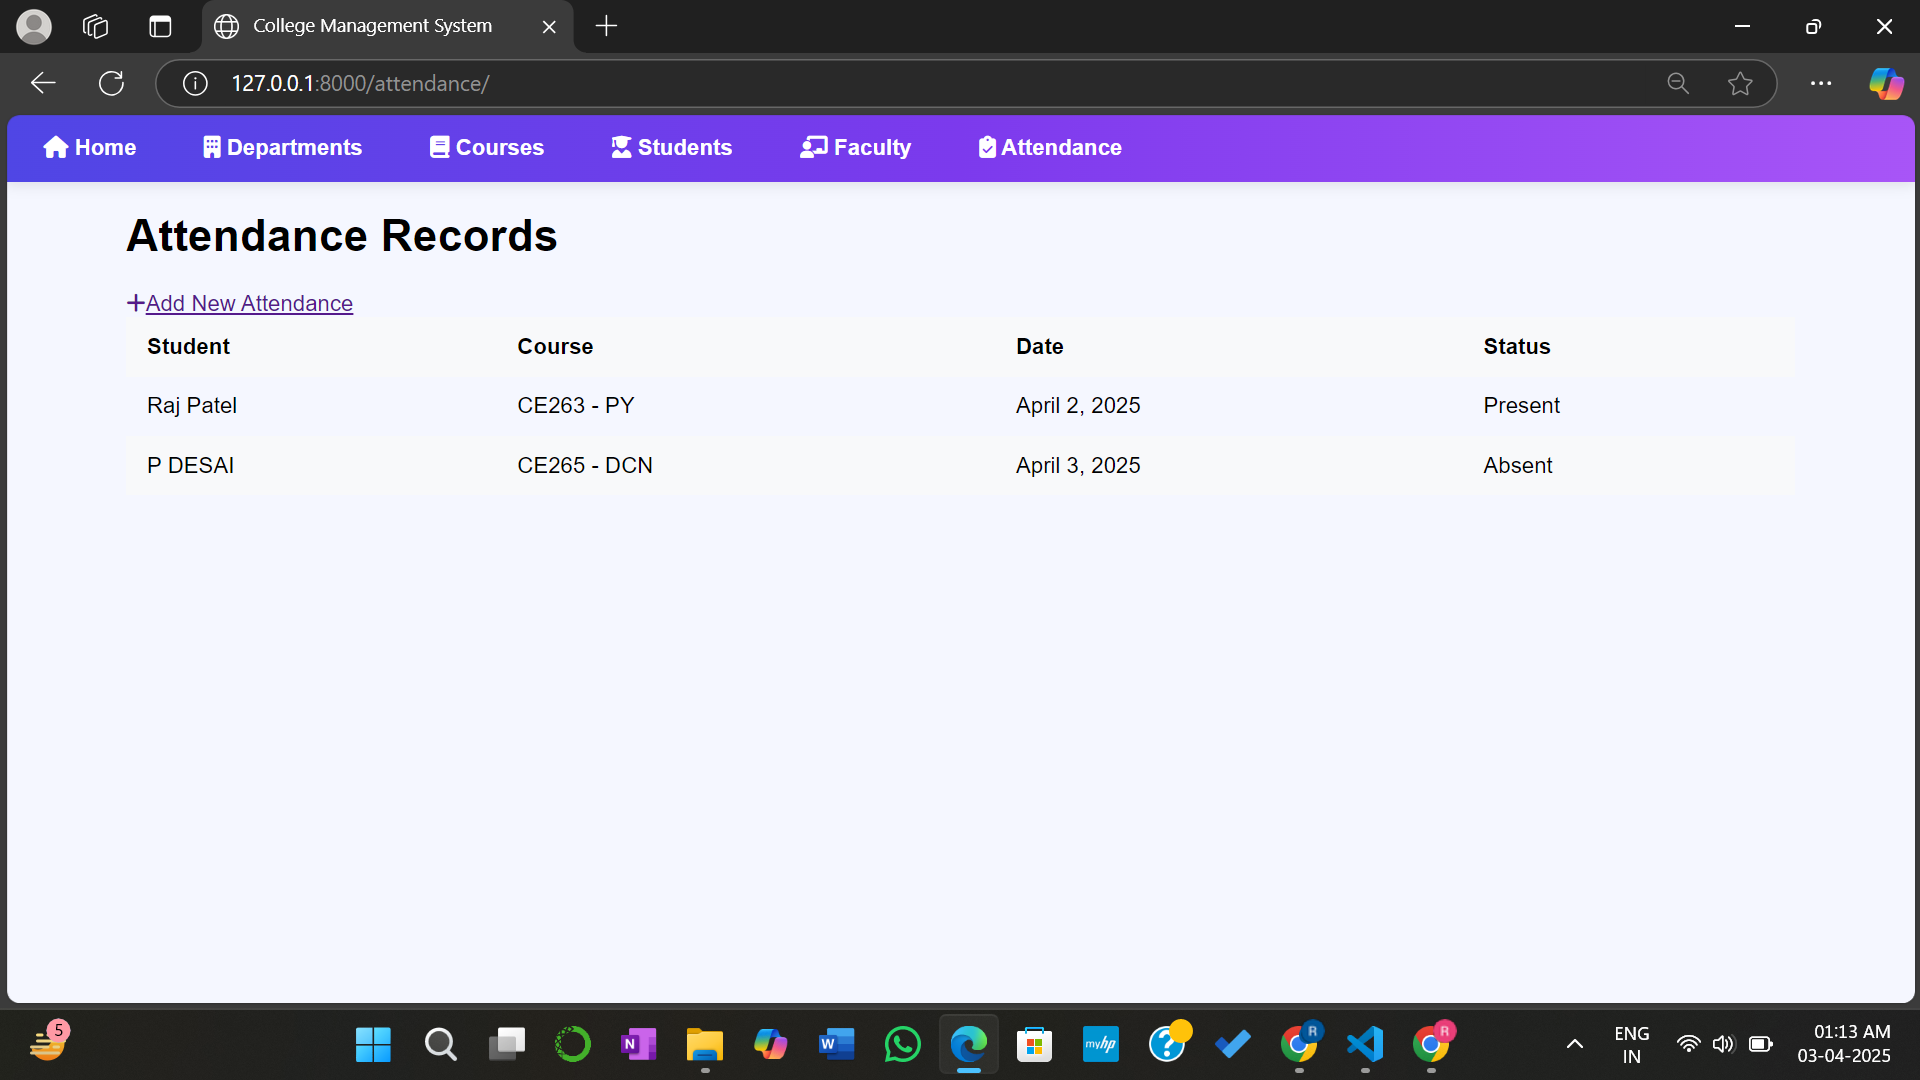 College Management System
127.0.0.1:8000/attendance/
Home Departments Courses Students Faculty Attendance
Attendance Records
+Add New Attendance
Student Course Date Status
Raj Patel CE263 - PY April 2, 2025 Present
P DESAI CE265 - DCN April 3, 2025 Absent
5
N
W
myhp
?
R
R
ENG
IN
01:13 AM
03-04-2025